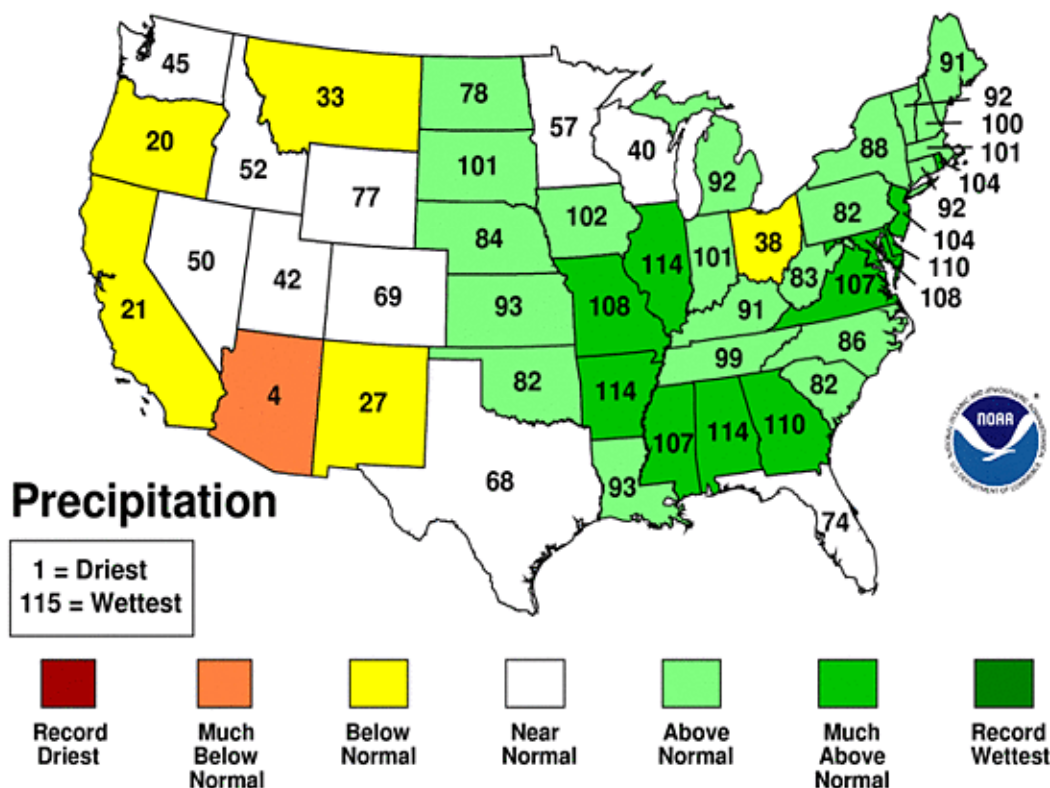 45
33
78
57
91
92
100
101
104
92
104
110
108
20
52
77
101
40
92
88
50
42
69
84
102
114
101
38
82
83
107
21
93
108
91
86
4
27
82
114
99
82
107
114
110
93
68
74
NOAA
Precipitation
1 = Driest
115 = Wettest
Record
Driest
Much
Below
Normal
Below
Normal
Near
Normal
Above
Normal
Much
Above
Normal
Record
Wettest